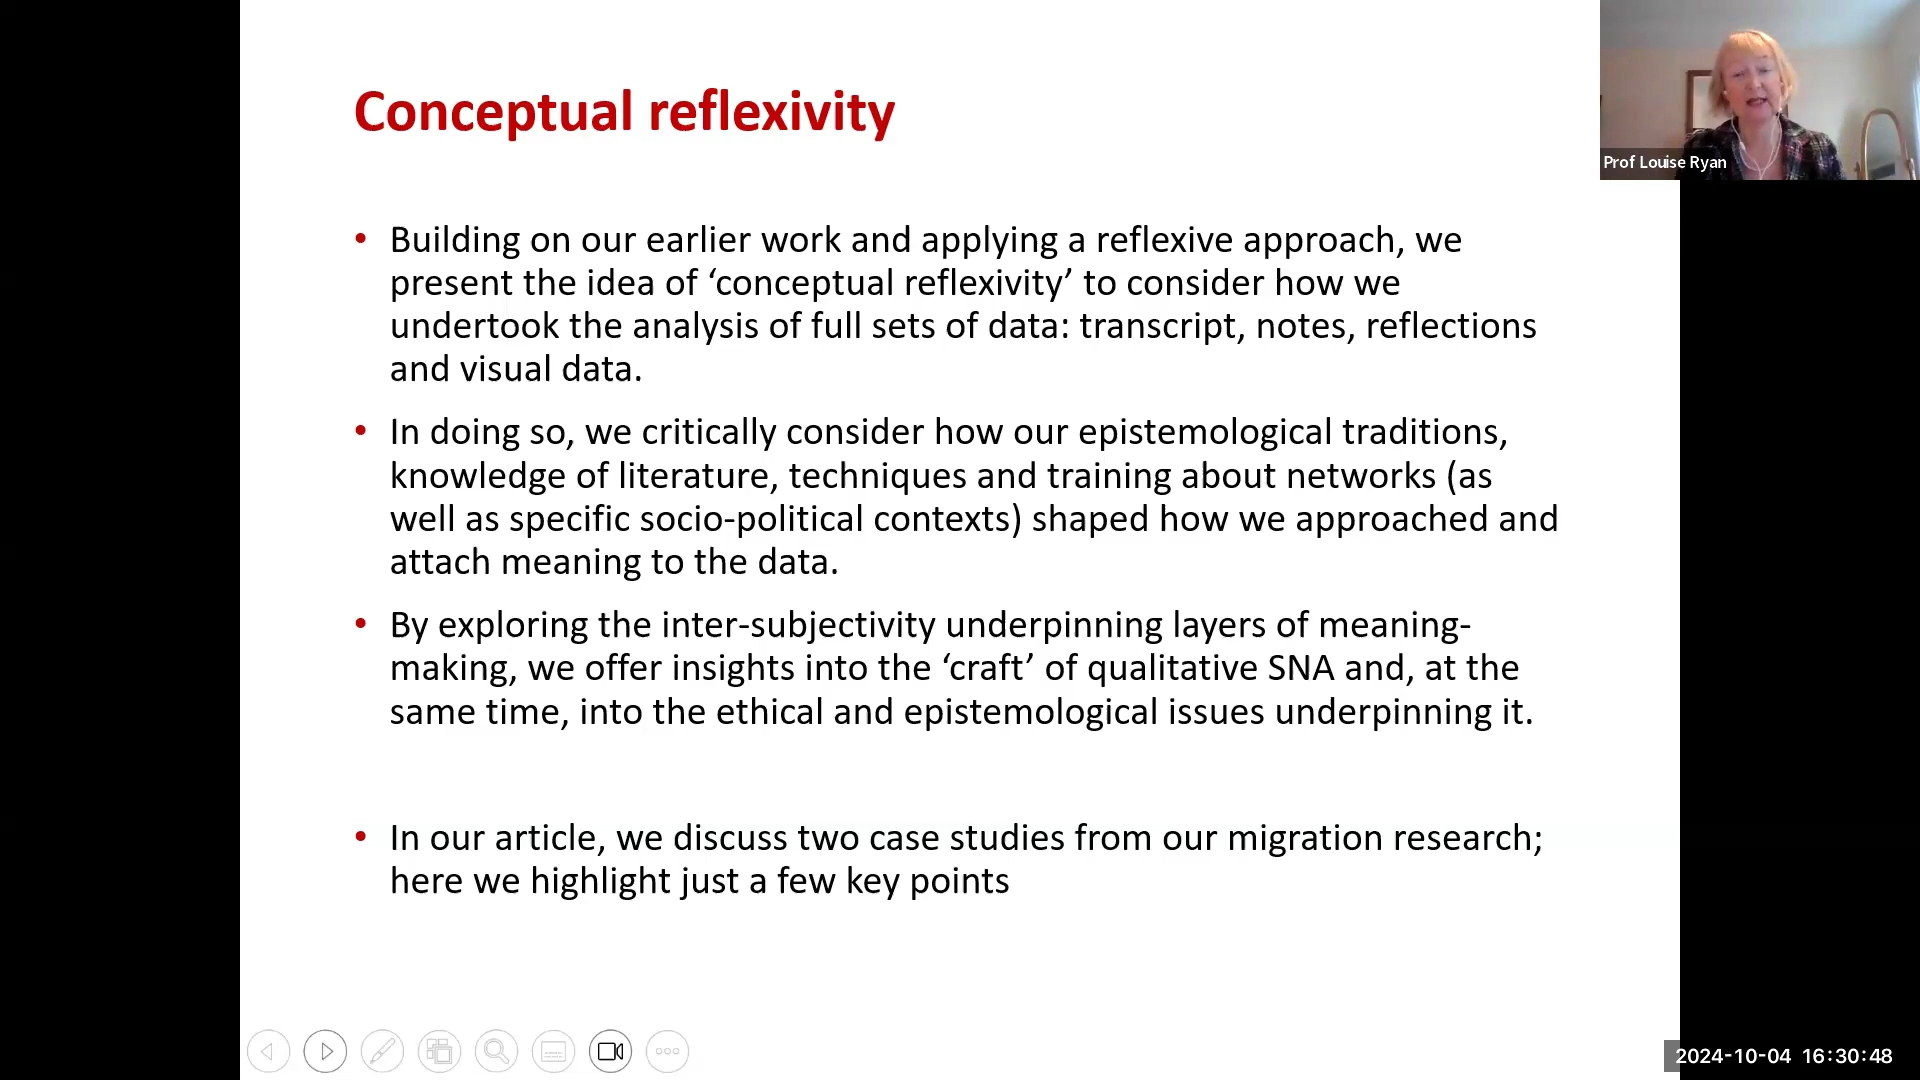 Conceptual reflexivity
Prof Louise Ryan
• Building on our earlier work and applying a reflexive approach, we
present the idea of ‘conceptual reflexivity’ to consider how we
undertook the analysis of full sets of data: transcript, notes, reflections
and visual data.
• In doing so, we critically consider how our epistemological traditions,
knowledge of literature, techniques and training about networks (as
well as specific socio-political contexts) shaped how we approached and
attach meaning to the data.
• By exploring the inter-subjectivity underpinning layers of meaning-
making, we offer insights into the ‘craft’ of qualitative SNA and, at the
same time, into the ethical and epistemological issues underpinning it.
• In our article, we discuss two case studies from our migration research;
here we highlight just a few key points
2024-10-04 16:30:48